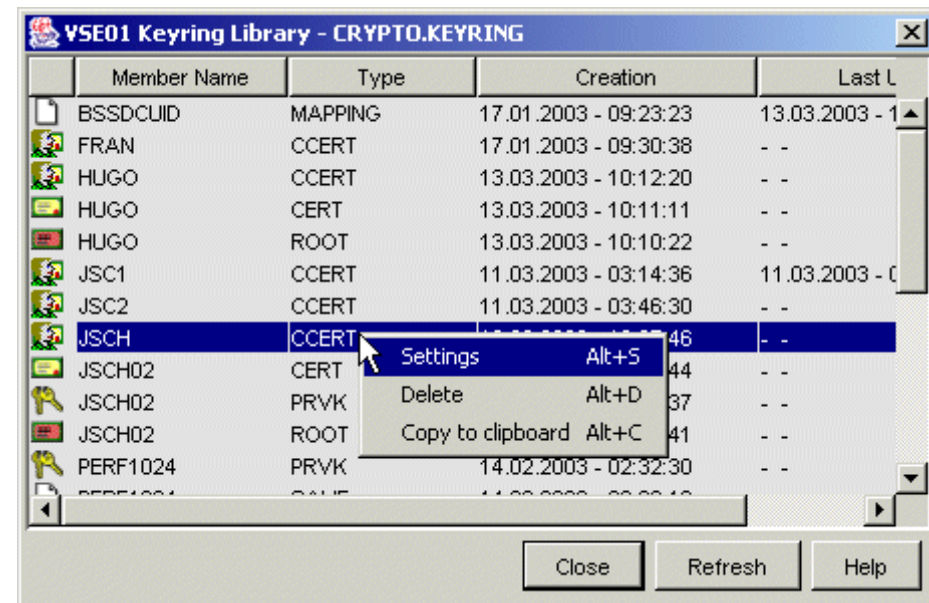 VSE01 Keyring Library - CRYPTO.KEYRING
Member Name Type Creation Last U
BSSDCUID MAPPING 17.01.2003 - 09:23:23 13.03.2003 - 1
FRAN CCERT 17.01.2003 - 09:30:38 - -
HUGO CCERT 13.03.2003 - 10:12:20 - -
HUGO CERT 13.03.2003 - 10:11:11 - -
HUGO ROOT 13.03.2003 - 10:10:22 - -
JSC1 CCERT 11.03.2003 - 03:14:36 11.03.2003 - 0
JSC2 CCERT 11.03.2003 - 03:46:30 - -
JSCH CCERT 46 - -
Settings Alt+S
JSCH02 CERT 44 - -
Delete Alt+D
JSCH02 PRVK 37 - -
Copy to clipboard Alt+C
JSCH02 ROOT 41 - -
PERF1024 PRVK 14.02.2003 - 02:32:30 - -
Close Refresh Help